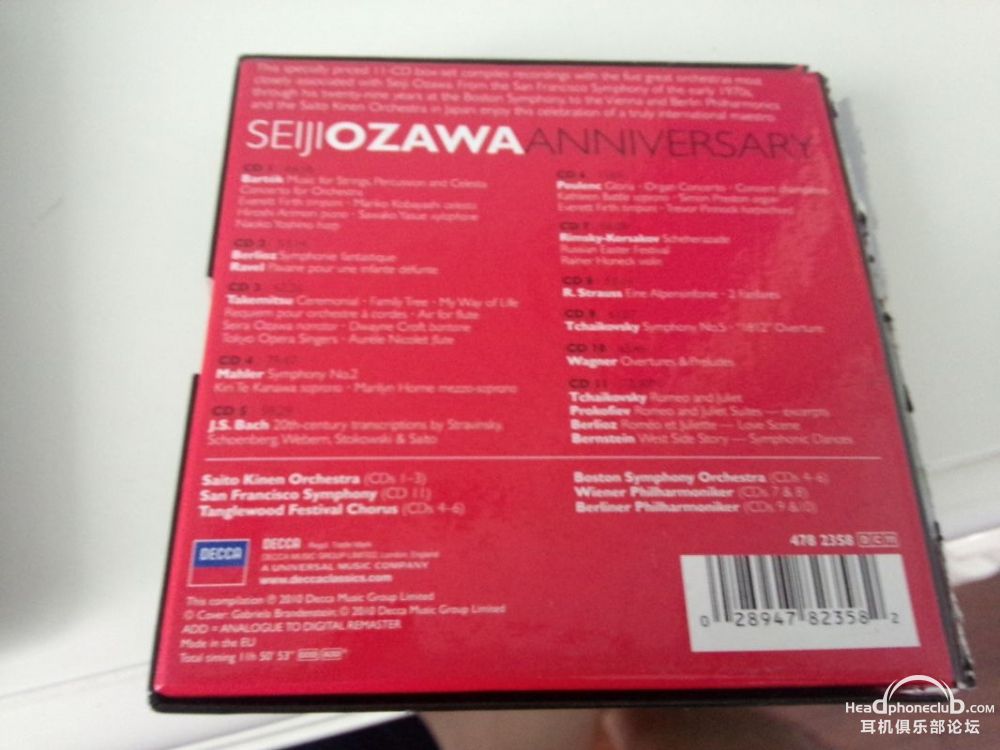 This specially priced 11-CD box set compiles recordings with the five great orchestras most
closely associated with Seiji Ozawa. From the San Francisco Symphony of the early 1970s,
through his twenty-nine years at the Boston Symphony, to the Vienna and Berlin Philharmonics
and the Saito Kinen Orchestra in Japan, enjoy this celebration of a truly international maestro.
SEIJI OZAWA ANNIVERSARY
CD 1
Bartók Music for Strings, Percussion and Celesta
Concerto for Orchestra
Everett Firth timpani · Mariko Kobayashi celesta
Hiroshi Arimori piano · Sawako Yasue xylophone
Naoko Yoshino harp
CD 2
Berlioz Symphonie fantastique
Ravel Pavane pour une infante défunte
CD 3
Takemitsu Ceremonial · Family Tree · My Way of Life
Requiem pour orchestre à cordes · Air for flute
Seira Ozawa narrator · Dwayne Croft baritone
Tokyo Opera Singers · Aurèle Nicolet flute
CD 4
Mahler Symphony No.2
Kiri Te Kanawa soprano · Marilyn Horne mezzo-soprano
CD 5
J.S. Bach 20th-century transcriptions by Stravinsky,
Schoenberg, Webern, Stokowski & Saito
CD 6
Poulenc Gloria · Organ Concerto · Concert champêtre
Kathleen Battle soprano · Simon Preston organ
Everett Firth timpani · Trevor Pinnock harpsichord
CD 7
Rimsky-Korsakov Scheherazade
Russian Easter Festival
Rainer Honeck violin
CD 8
R. Strauss Eine Alpensinfonie · 2 Fanfares
CD 9
Tchaikovsky Symphony No.5 · "1812" Overture
CD 10
Wagner Overtures & Preludes
CD 11
Tchaikovsky Romeo and Juliet
Prokofiev Romeo and Juliet Suites — excerpts
Berlioz Roméo et Juliette — Love Scene
Bernstein West Side Story — Symphonic Dances
Saito Kinen Orchestra (CDs 1–3)
San Francisco Symphony (CD 11)
Tanglewood Festival Chorus (CDs 4–6)
Boston Symphony Orchestra (CDs 4–6)
Wiener Philharmoniker (CDs 7 & 8)
Berliner Philharmoniker (CDs 9 & 10)
478 2358 DC11
DECCA
DECCA Regd. Trade Mark
DECCA MUSIC GROUP LIMITED, London, England
A UNIVERSAL MUSIC COMPANY
www.deccaclassics.com
This compilation ℗ 2010 Decca Music Group Limited
© Cover: Gabriele Brandenstein; © 2010 Decca Music Group Limited
ADD = ANALOGUE TO DIGITAL REMASTER
Made in the EU
Total timing 11h 50' 53" DDD ADD
0 28947 82358 2
HeadphoneclubD.com
耳机俱乐部论坛